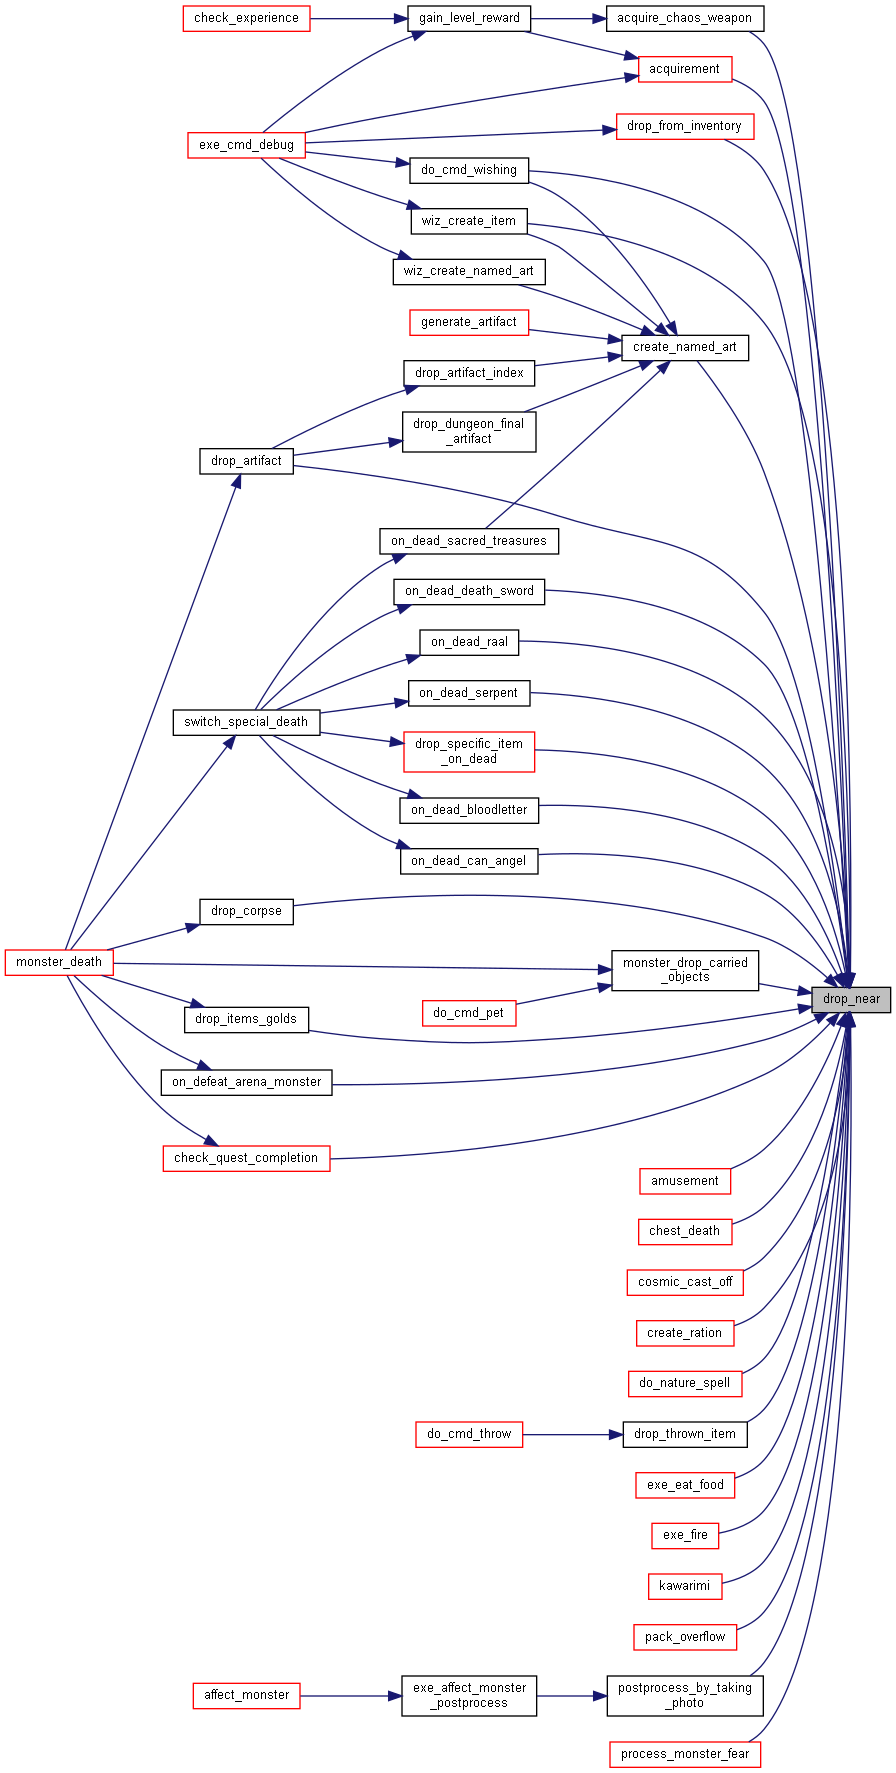 check_experience
gain_level_reward
acquire_chaos_weapon
acquirement
drop_from_inventory
exe_cmd_debug
do_cmd_wishing
wiz_create_item
wiz_create_named_art
generate_artifact
create_named_art
drop_artifact_index
drop_dungeon_final
_artifact
drop_artifact
on_dead_sacred_treasures
on_dead_death_sword
on_dead_raal
on_dead_serpent
switch_special_death
drop_specific_item
_on_dead
on_dead_bloodletter
on_dead_can_angel
drop_corpse
monster_death
monster_drop_carried
_objects
drop_near
do_cmd_pet
drop_items_golds
on_defeat_arena_monster
check_quest_completion
amusement
chest_death
cosmic_cast_off
create_ration
do_nature_spell
do_cmd_throw
drop_thrown_item
exe_eat_food
exe_fire
kawarimi
pack_overflow
affect_monster
exe_affect_monster
_postprocess
postprocess_by_taking
_photo
process_monster_fear